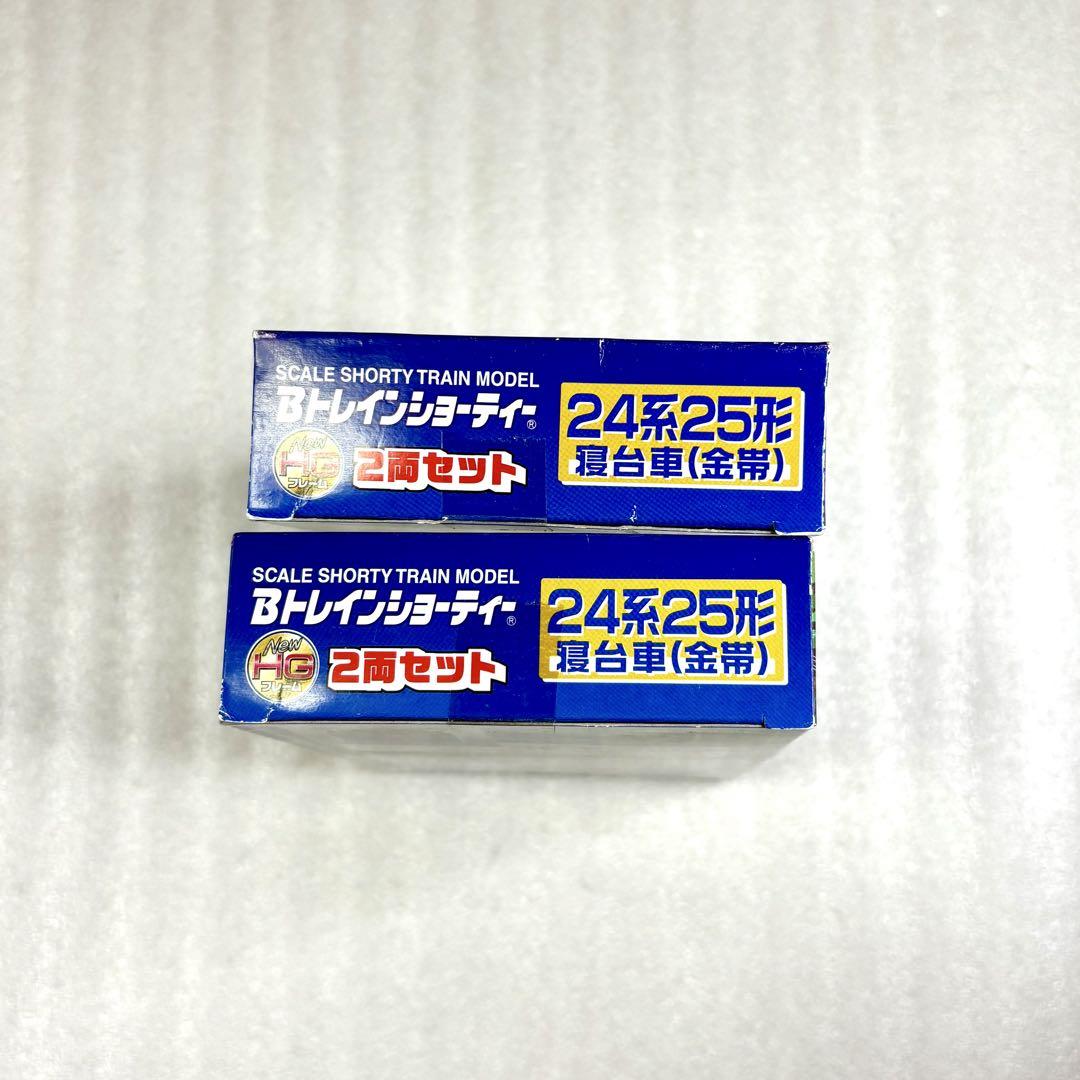 SCALE SHORTY TRAIN MODEL
Bトレインショーティー®
New
HG
フレーム
2両セット
24系25形
寝台車(金帯)
SCALE SHORTY TRAIN MODEL
Bトレインショーティー®
New
HG
フレーム
2両セット
24系25形
寝台車(金帯)